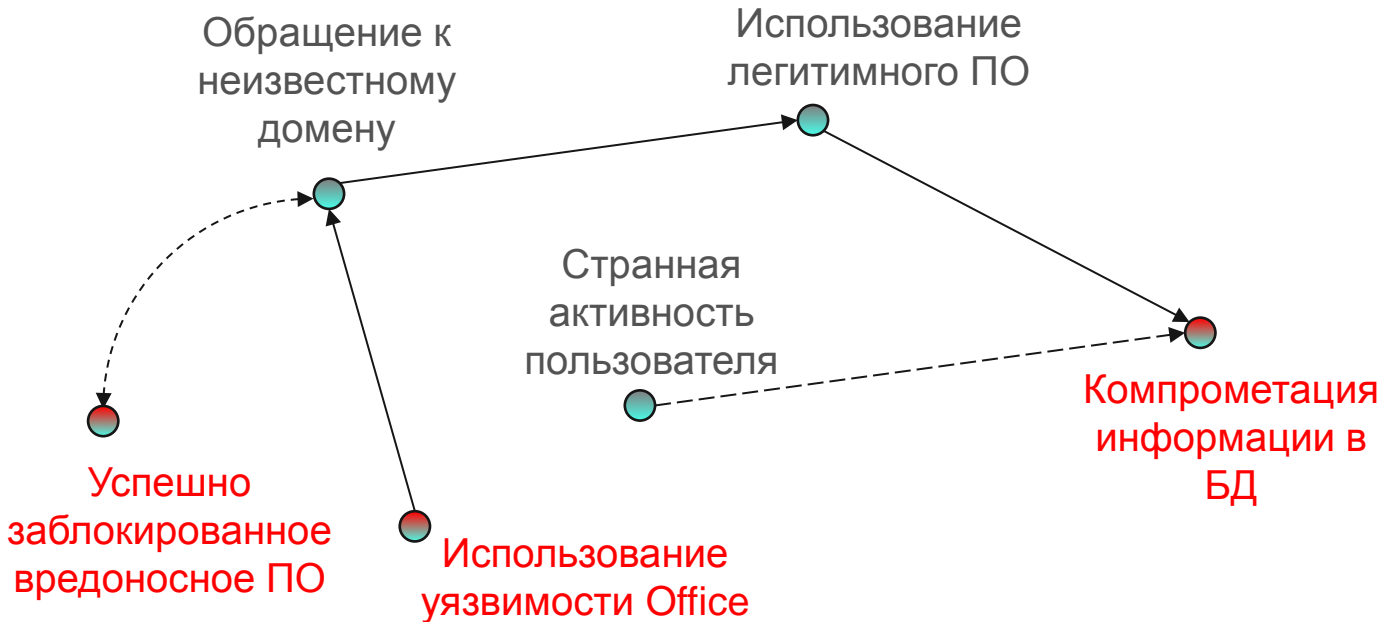 Обращение к
неизвестному
домену
Использование
легитимного ПО
Странная
активность
пользователя
Компрометация
информации в
БД
Успешно
заблокированное
вредоносное ПО
Использование
уязвимости Office